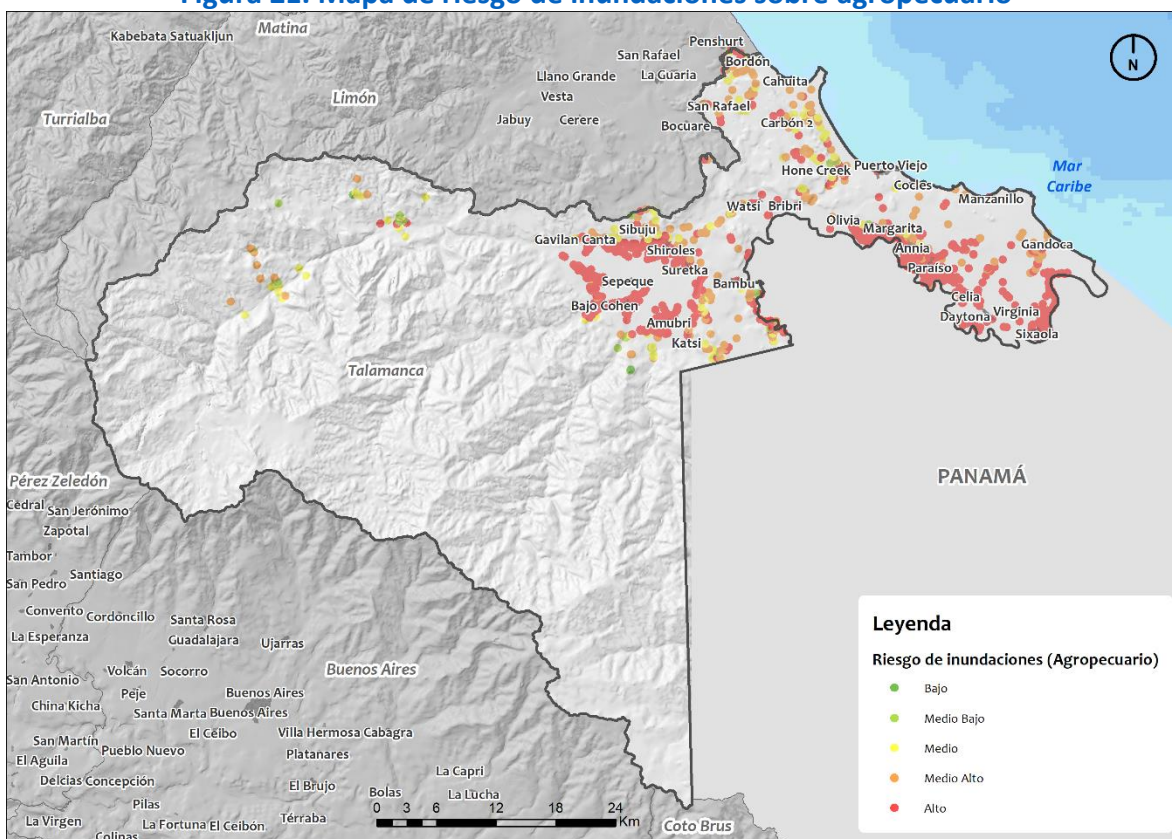 Figura 22. Mapa de riesgo de inundaciones sobre agropecuario
Kabebata Satuakljun
Matina
Penshurt
San Rafael
Bordón
Llano Grande
La Guaria
Cahuita
N
Vesta
Limón
San Rafael
Turrialba
Jabuy
Cerere
Bocuare
Carbón 2
Hone Creek
Puerto Viejo
Mar
Caribe
Cocles
Manzanillo
Watsi
Bribri
Olivia
Margarita
Sibuju
Gavilan Canta
Shiroles
Annia
Gandoca
Suretka
Paraíso
Sepeque
Bambu
Celia
Bajo Cohen
Virginia
Daytona
Amubri
Sixaola
Katsi
Talamanca
PANAMÁ
Pérez Zeledón
Cedral
San Jerónimo
Zapotal
Tambor
Santiago
San Pedro
Convento
Cordoncillo
Santa Rosa
La Esperanza
Guadalajara
Ujarras
Volcán
Socorro
Buenos Aires
San Antonio
Peje
Buenos Aires
China Kicha
Santa Marta
Buenos Aires
El Ceibo
Villa Hermosa
Cabagra
San Martín
Pueblo Nuevo
Platanares
El Aguila
Delcias
Concepción
La Capri
El Brujo
Bolas
La Lucha
Pilas
La Virgen
La Fortuna
El Ceibón
Térraba
Colinas
Coto Brus
0 3 6 12 18 24
Km
Leyenda
Riesgo de inundaciones (Agropecuario)
Bajo
Medio Bajo
Medio
Medio Alto
Alto